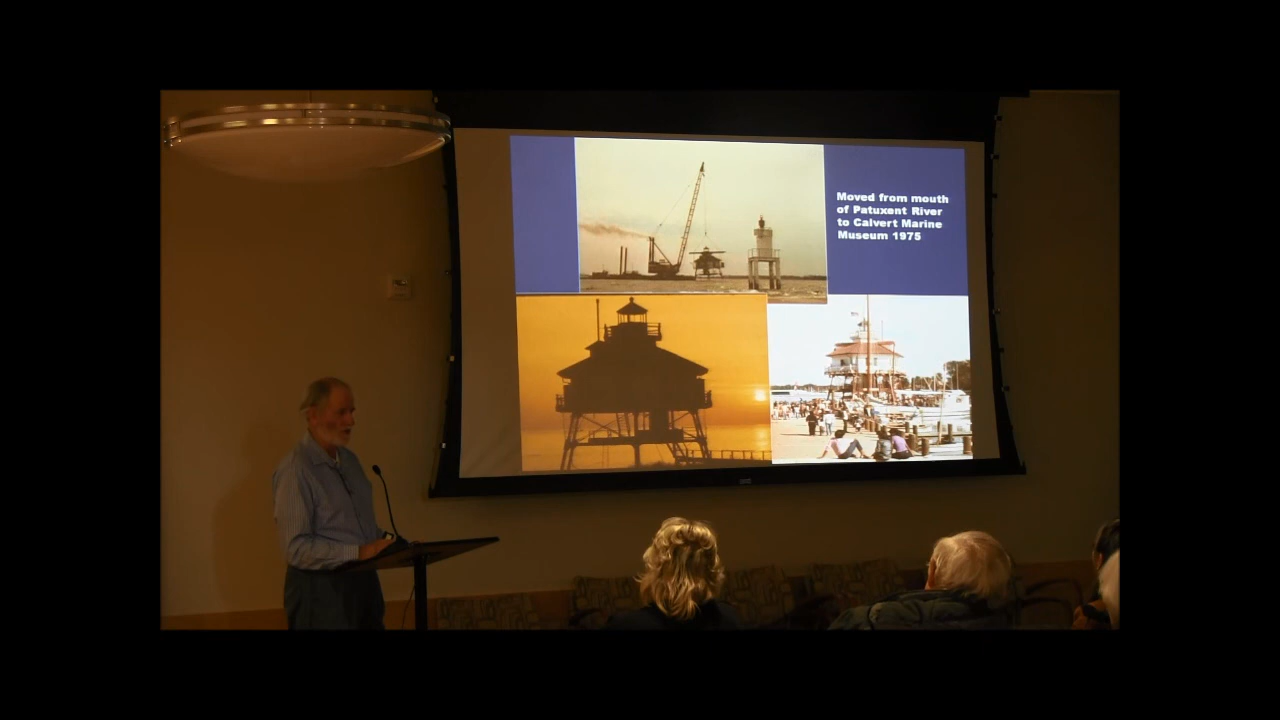 Moved from mouth
of Patuxent River
to Calvert Marine
Museum 1975